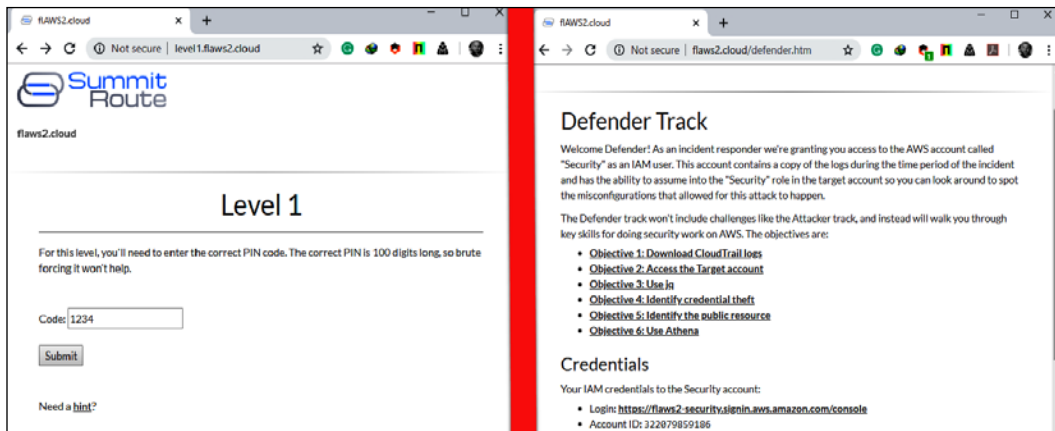 flAWS2.cloud
Not secure | level1.flaws2.cloud
Summit
Route
flaws2.cloud
Level 1
For this level, you'll need to enter the correct PIN code. The correct PIN is 100 digits long, so brute
forcing it won't help.
Code: 1234
Submit
Need a hint?
flAWS2.cloud
Not secure | flaws2.cloud/defender.htm
Defender Track
Welcome Defender! As an incident responder we're granting you access to the AWS account called
"Security" as an IAM user. This account contains a copy of the logs during the time period of the incident
and has the ability to assume into the "Security" role in the target account so you can look around to spot
the misconfigurations that allowed for this attack to happen.
The Defender track won't include challenges like the Attacker track, and instead will walk you through
key skills for doing security work on AWS. The objectives are:
• Objective 1: Download CloudTrail logs
• Objective 2: Access the Target account
• Objective 3: Use jq
• Objective 4: Identify credential theft
• Objective 5: Identify the public resource
• Objective 6: Use Athena
Credentials
Your IAM credentials to the Security account:
• Login: https://flaws2-security.signin.aws.amazon.com/console
• Account ID: 322079859186